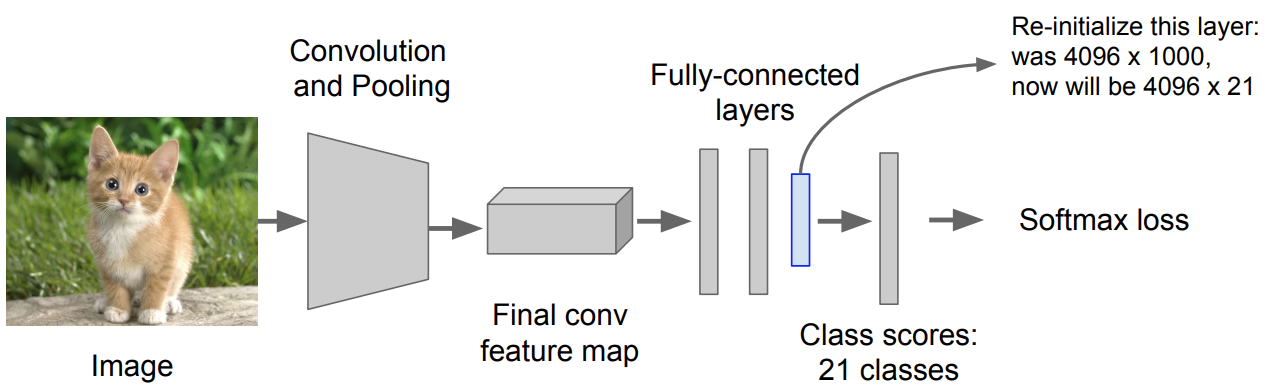 Image
Convolution
and Pooling
Final conv
feature map
Fully-connected
layers
Re-initialize this layer:
was 4096 x 1000,
now will be 4096 x 21
Class scores:
21 classes
Softmax loss